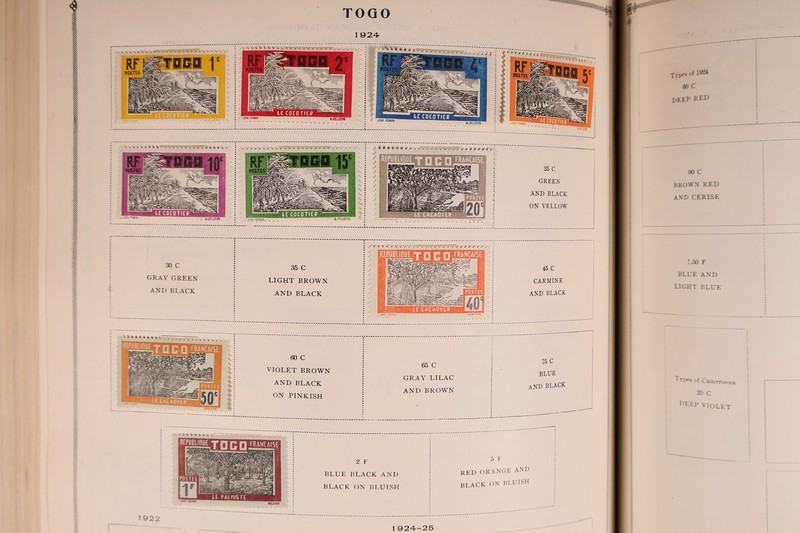 TOGO
1924
RF TOGO 1c
POSTES
LE COCOTIER
RF TOGO 2c
POSTES
LE COCOTIER
RF TOGO 4c
POSTES
LE COCOTIER
RF TOGO 5c
POSTES
LE COCOTIER
RF TOGO 10c
POSTES
LE COCOTIER
RF TOGO 15c
POSTES
LE COCOTIER
REPUBLIQUE TOGO FRANÇAISE
POSTES
20c
LE CACAOYER
25 C
GREEN
AND BLACK
ON YELLOW
30 C
GRAY GREEN
AND BLACK
35 C
LIGHT BROWN
AND BLACK
REPUBLIQUE TOGO FRANÇAISE
POSTES
40c
LE CACAOYER
45 C
CARMINE
AND BLACK
REPUBLIQUE TOGO FRANÇAISE
POSTES
50c
LE CACAOYER
60 C
VIOLET BROWN
AND BLACK
ON PINKISH
65 C
GRAY LILAC
AND BROWN
75 C
BLUE
AND BLACK
REPUBLIQUE TOGO FRANÇAISE
POSTES
1F
LE PALMISTE
2 F
BLUE BLACK AND
BLACK ON BLUISH
5 F
RED ORANGE AND
BLACK ON BLUISH
1922
1924-25
Types of 1924
60 C
DEEP RED
90 C
BROWN RED
AND CERISE
1.50 F
BLUE AND
LIGHT BLUE
Types of Cameroons
20 C
DEEP VIOLET